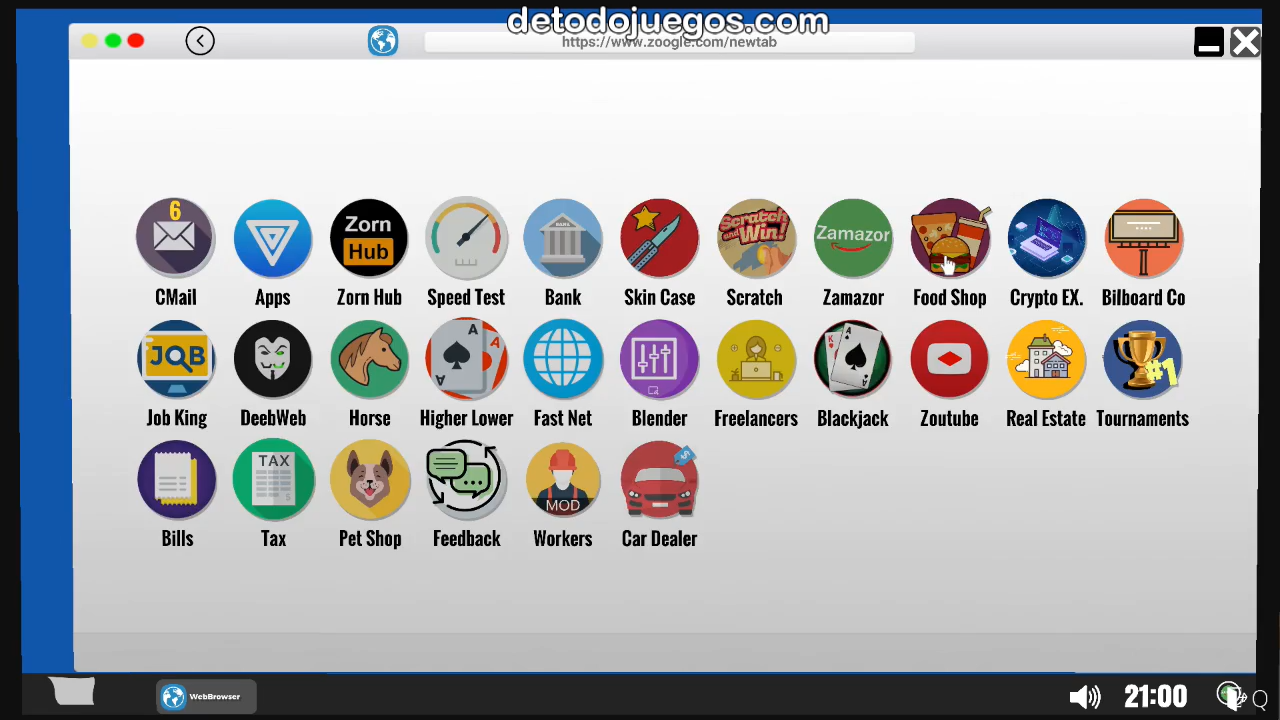 detodojuegos.com
https://www.zoogle.com/newtab
6
Zorn
Hub
BANK
Scratch
and Win!
Zamazor
CMail Apps Zorn Hub Speed Test Bank Skin Case Scratch Zamazor Food Shop Crypto EX. Bilboard Co
JOB
A
A
A
K
A
#1
Job King DeebWeb Horse Higher Lower Fast Net Blender Freelancers Blackjack Zoutube Real Estate Tournaments
TAX
MOD
$
Bills Tax Pet Shop Feedback Workers Car Dealer
WebBrowser
21:00
Q